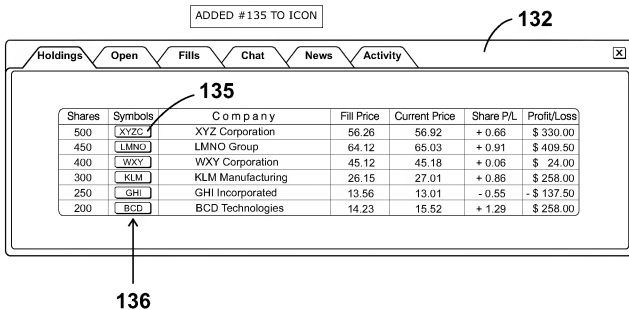 ADDED #135 TO ICON
132
Holdings Open Fills Chat News Activity X
135
Shares Symbols Company Fill Price Current Price Share P/L Profit/Loss
500 XYZC XYZ Corporation 56.26 56.92 + 0.66 $ 330.00
450 LMNO LMNO Group 64.12 65.03 + 0.91 $ 409.50
400 WXY WXY Corporation 45.12 45.18 + 0.06 $ 24.00
300 KLM KLM Manufacturing 26.15 27.01 + 0.86 $ 258.00
250 GHI GHI Incorporated 13.56 13.01 - 0.55 - $ 137.50
200 BCD BCD Technologies 14.23 15.52 + 1.29 $ 258.00
136